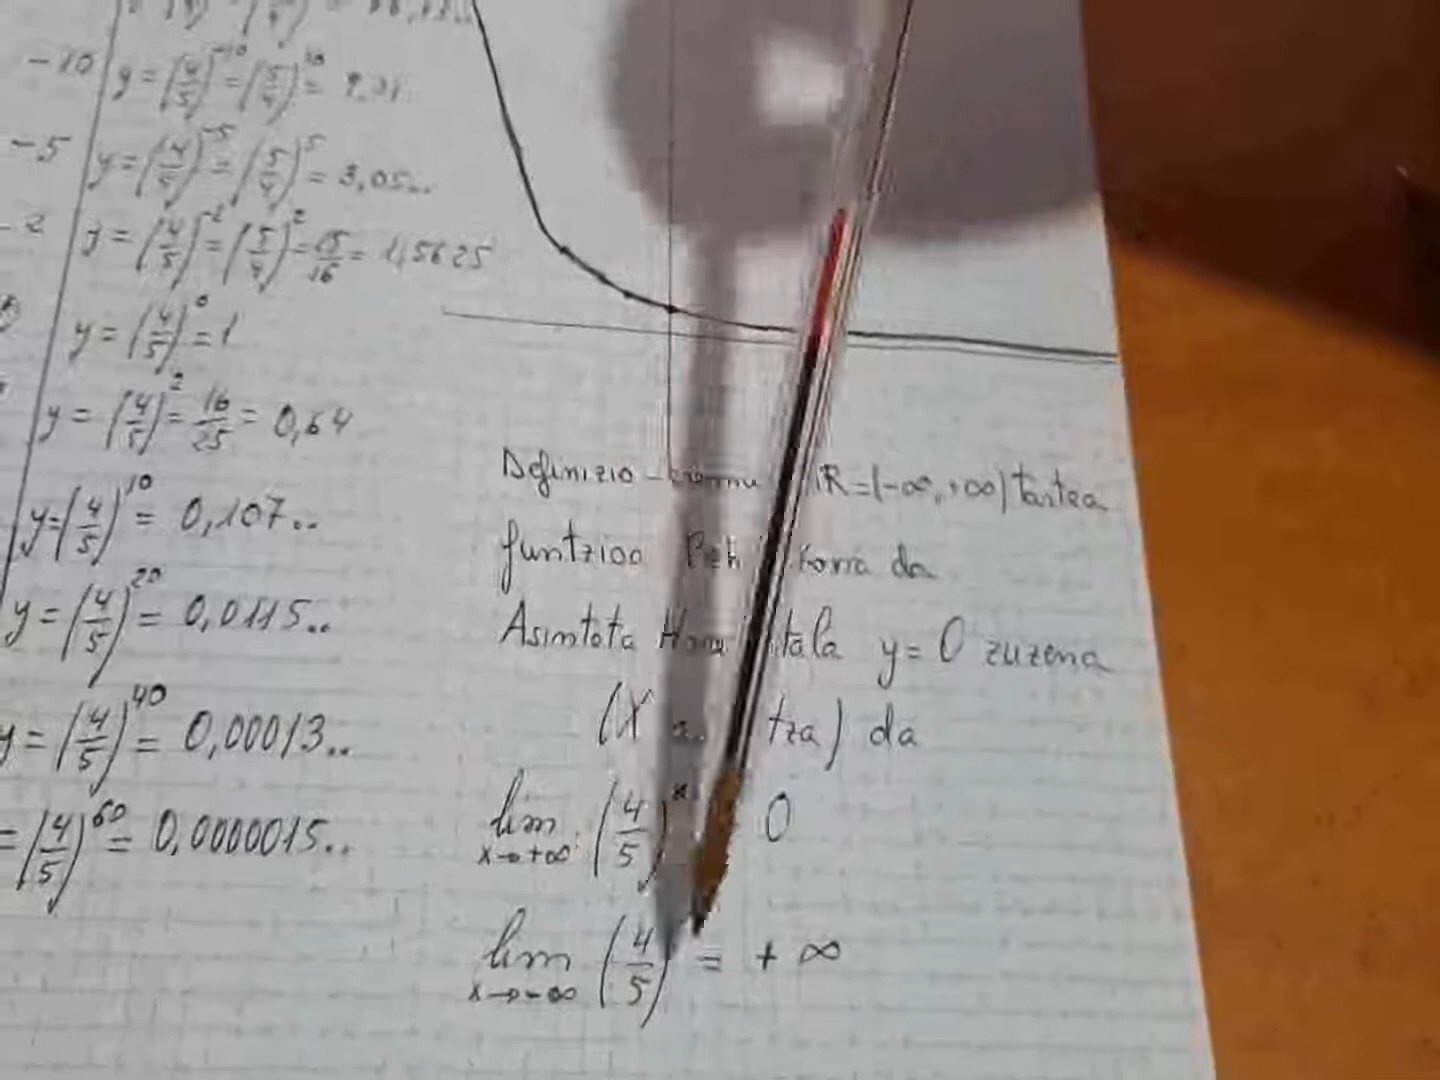 -10 y = (4/5)^-10 = (5/4)^10 = 9,31..
-5 y = (4/5)^-5 = (5/4)^5 = 3,05..
-2 y = (4/5)^-2 = (5/4)^2 = 25/16 = 1,5625
y = (4/5)^0 = 1
y = (4/5)^2 = 16/25 = 0,64
y = (4/5)^10 = 0,107..
y = (4/5)^20 = 0,0115..
y = (4/5)^40 = 0,00013..
= (4/5)^60 = 0,0000015..
Definizio-eremu ℝ = (-∞, +∞) tartea
funtzioa da
Asintota y = 0 zuzena
(X tza) da
lim x→+∞ (4/5)^x 0
lim x→-∞ (4/5) = + ∞